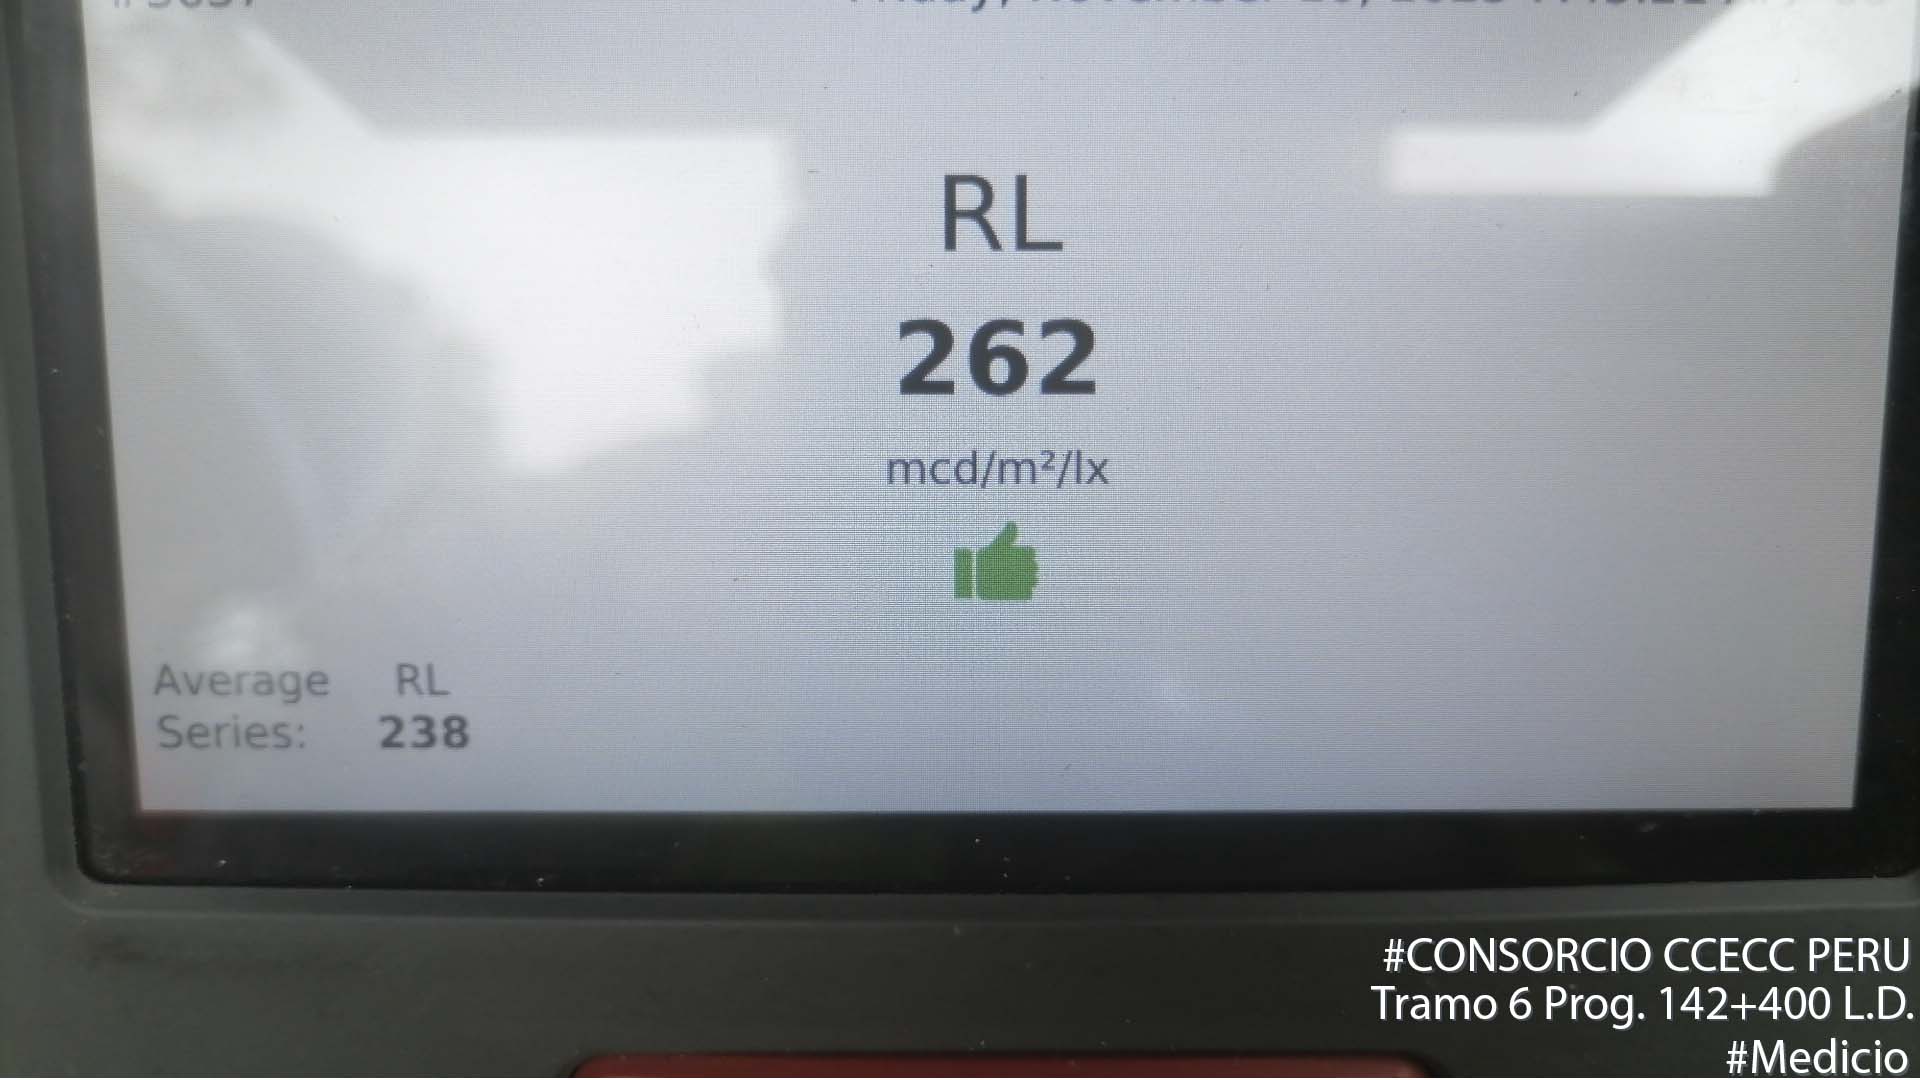 RL
262
mcd/m²/lx
Average RL
Series: 238
#CONSORCIO CCECC PERU
Tramo 6 Prog. 142+400 L.D.
#Medicio